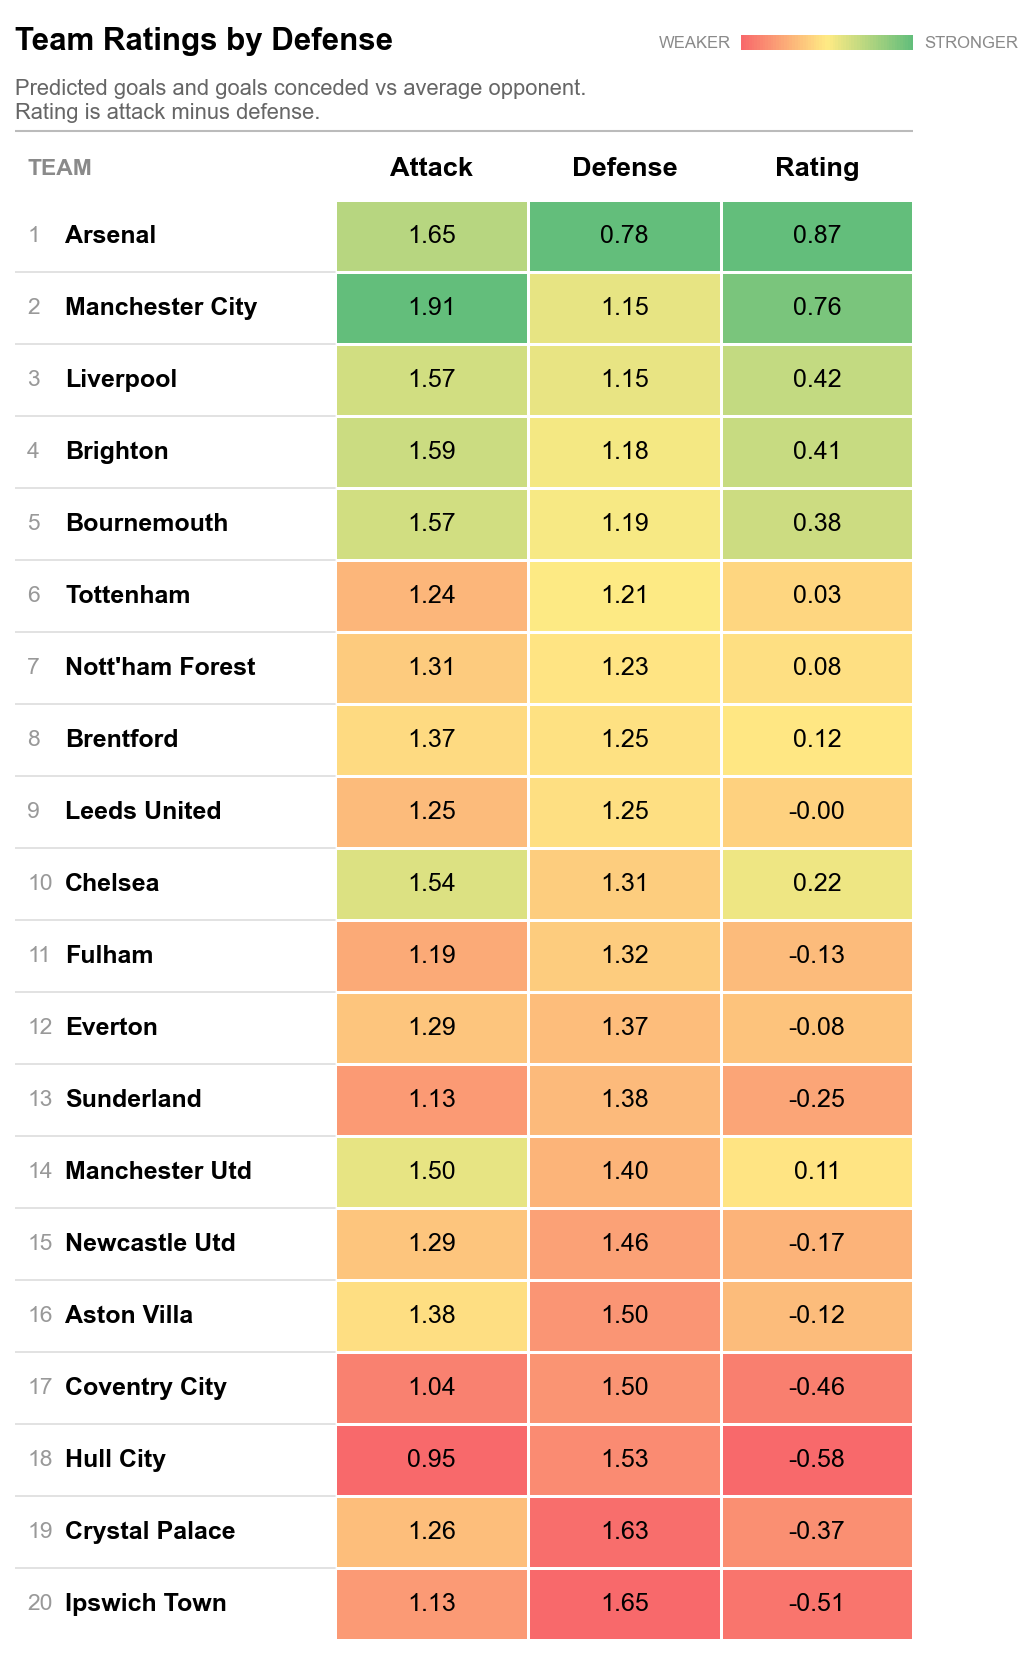 Team Ratings by Defense
WEAKER STRONGER
Predicted goals and goals conceded vs average opponent.
Rating is attack minus defense.
TEAM Attack Defense Rating
1 Arsenal 1.65 0.78 0.87
2 Manchester City 1.91 1.15 0.76
3 Liverpool 1.57 1.15 0.42
4 Brighton 1.59 1.18 0.41
5 Bournemouth 1.57 1.19 0.38
6 Tottenham 1.24 1.21 0.03
7 Nott'ham Forest 1.31 1.23 0.08
8 Brentford 1.37 1.25 0.12
9 Leeds United 1.25 1.25 -0.00
10 Chelsea 1.54 1.31 0.22
11 Fulham 1.19 1.32 -0.13
12 Everton 1.29 1.37 -0.08
13 Sunderland 1.13 1.38 -0.25
14 Manchester Utd 1.50 1.40 0.11
15 Newcastle Utd 1.29 1.46 -0.17
16 Aston Villa 1.38 1.50 -0.12
17 Coventry City 1.04 1.50 -0.46
18 Hull City 0.95 1.53 -0.58
19 Crystal Palace 1.26 1.63 -0.37
20 Ipswich Town 1.13 1.65 -0.51